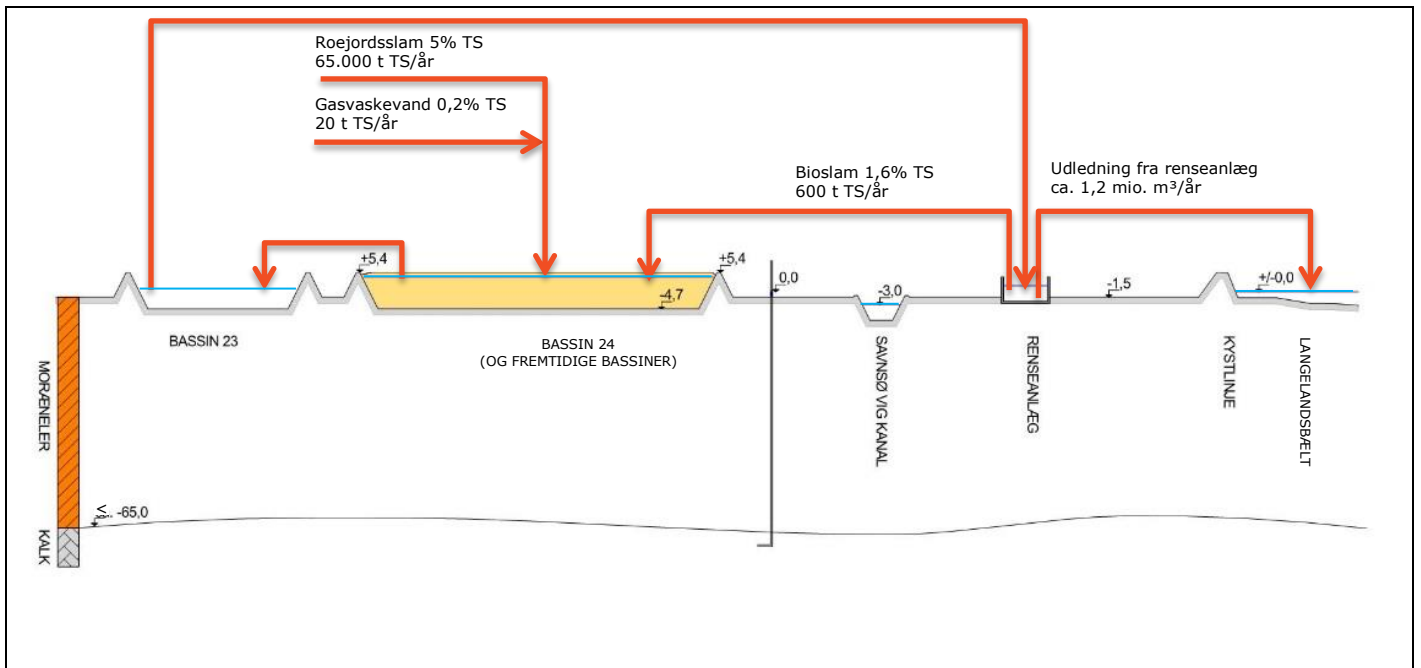 Roejordsslam 5% TS
65.000 t TS/år
Gasvaskevand 0,2% TS
20 t TS/år
Bioslam 1,6% TS
600 t TS/år
Udledning fra renseanlæg
ca. 1,2 mio. m³/år
+5,4
+5,4
0,0
-4,7
-3,0
-1,5
+/-0,0
BASSIN 23
BASSIN 24
(OG FREMTIDIGE BASSINER)
SAVNSØ VIG KANAL
RENSEANLÆG
KYSTLINJE
LANGELANDSBÆLT
MORÆNELER
≤ -65,0
KALK